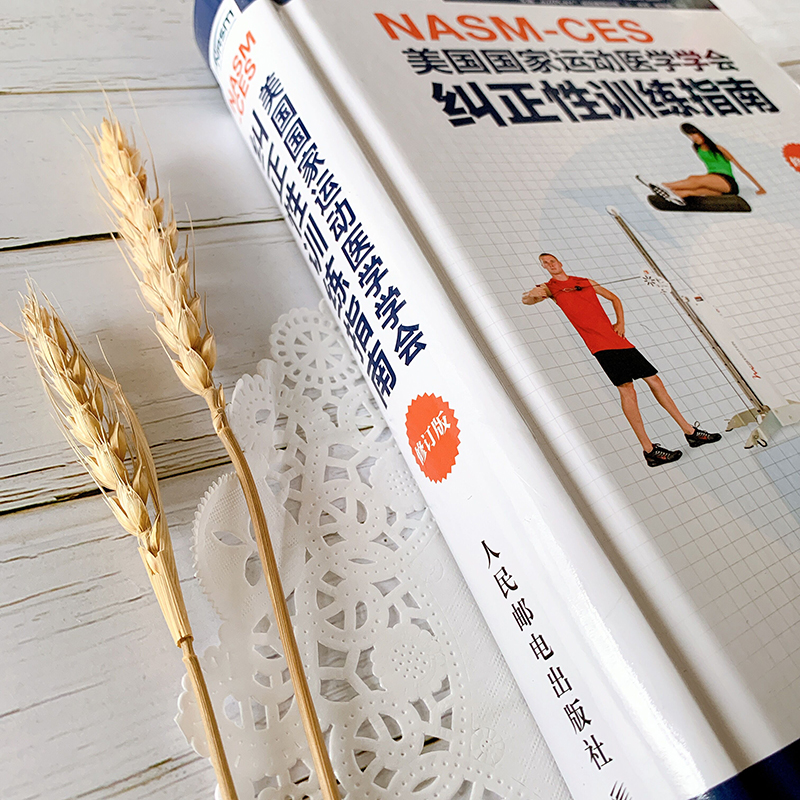 NASM-CES
美国国家运动医学学会
纠正性训练指南
nasm
NASM
CES
美国国家运动医学学会
纠正性训练指南
修订版
人民邮电出版社